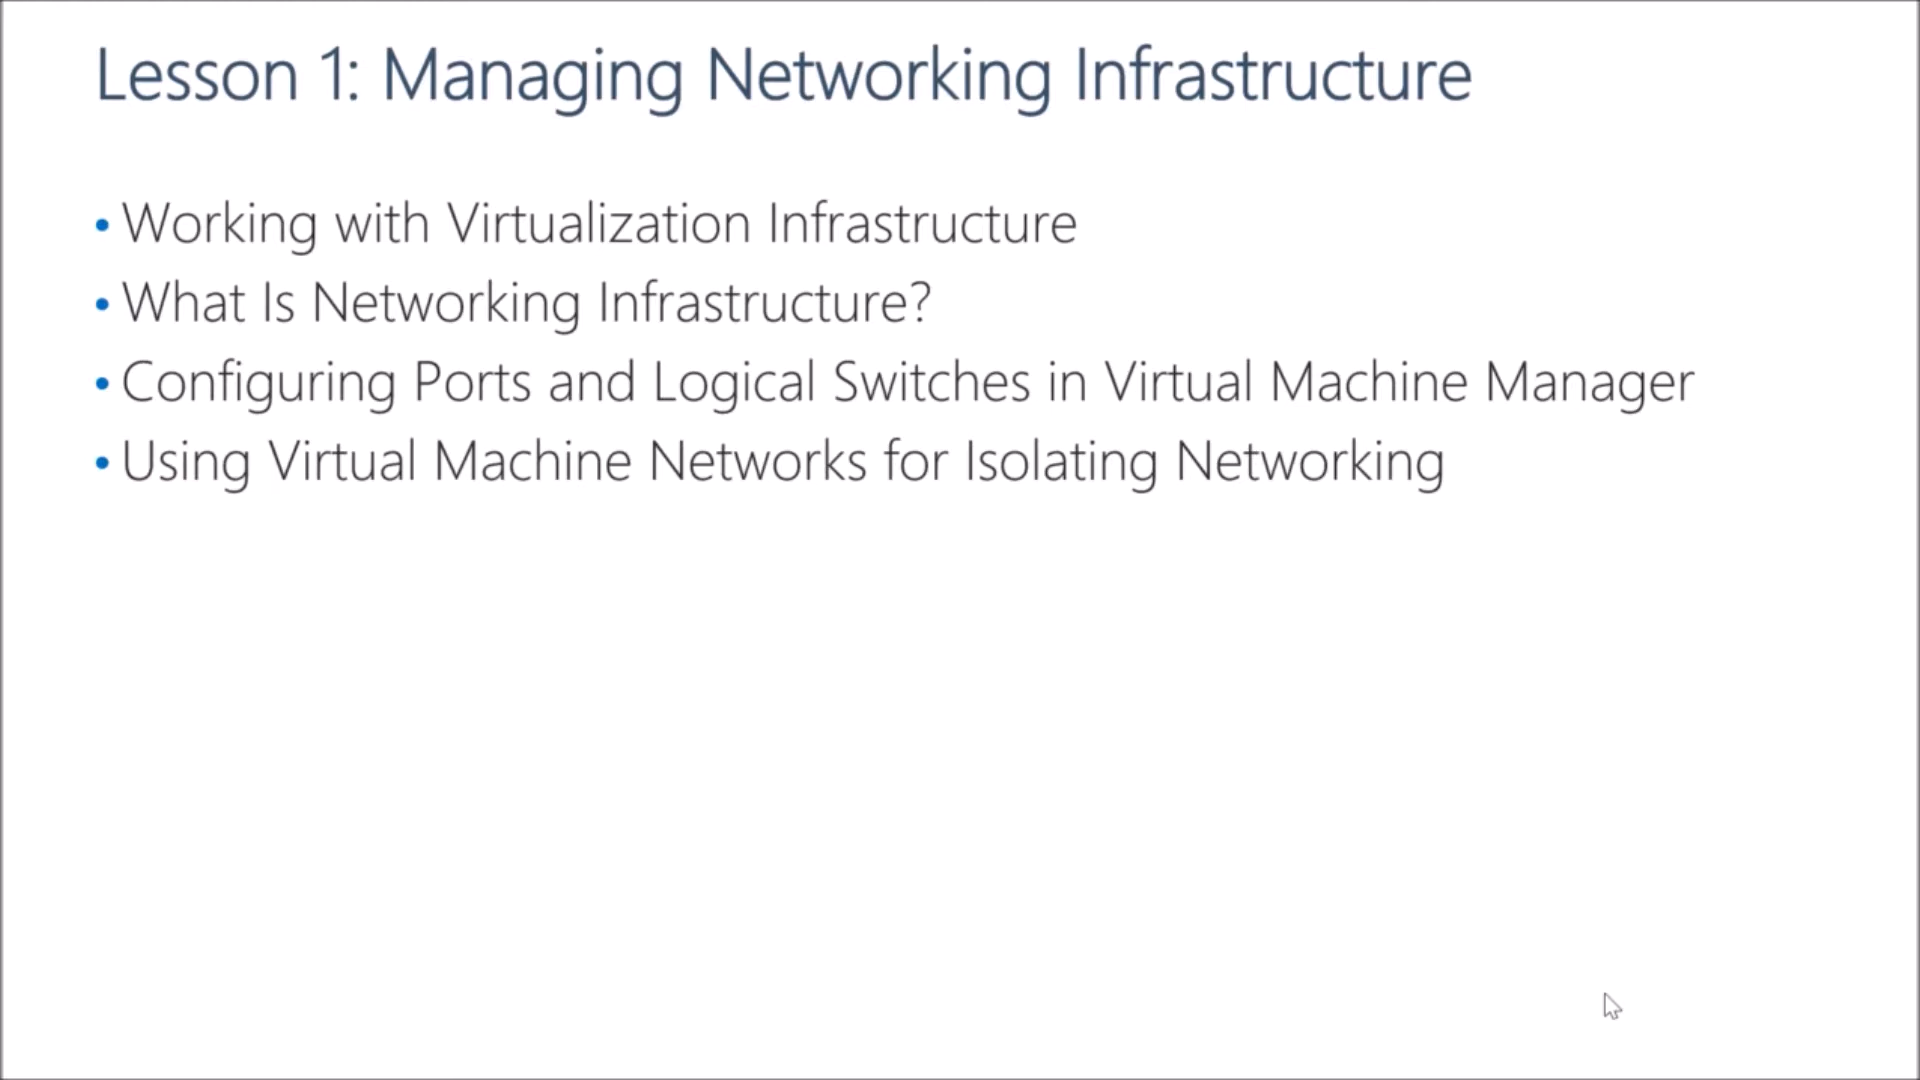 Lesson 1: Managing Networking Infrastructure
• Working with Virtualization Infrastructure
• What Is Networking Infrastructure?
• Configuring Ports and Logical Switches in Virtual Machine Manager
• Using Virtual Machine Networks for Isolating Networking